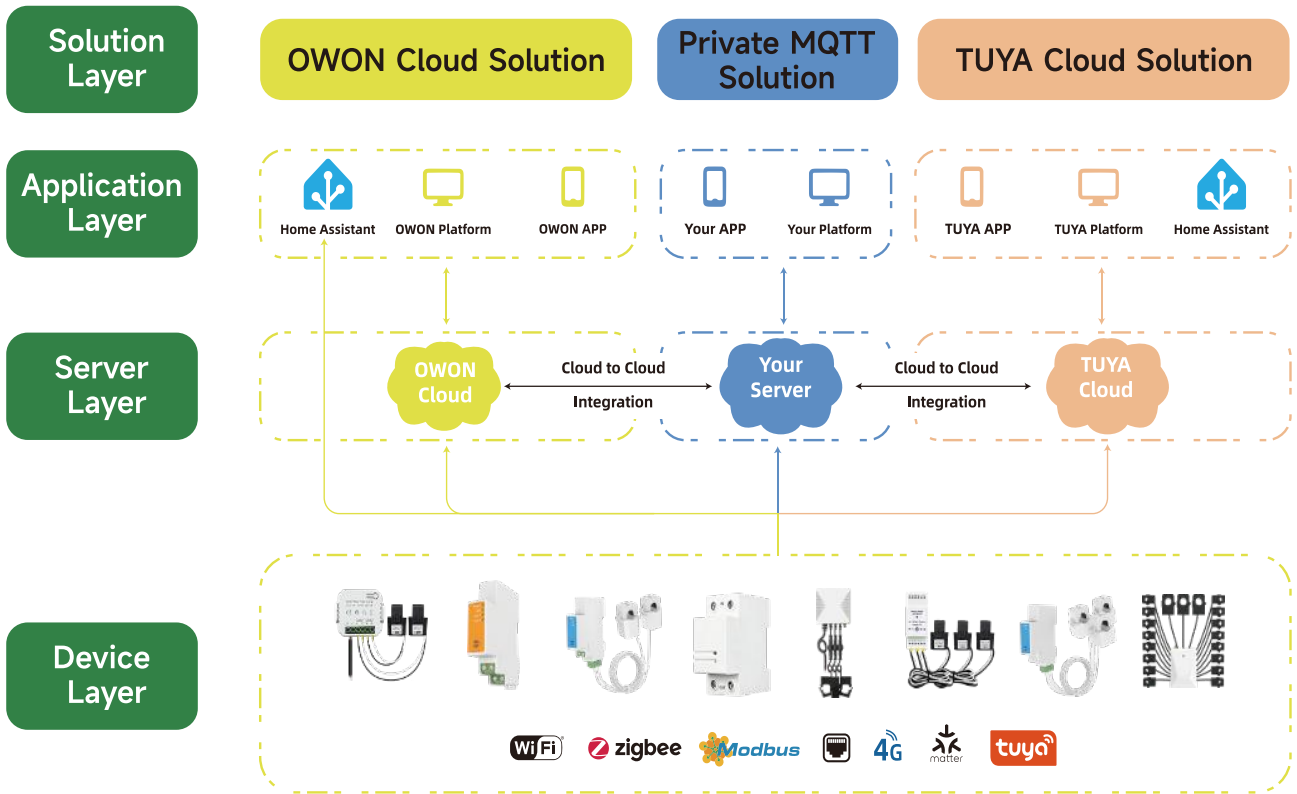 Solution
Layer
OWON Cloud Solution
Private MQTT
Solution
TUYA Cloud Solution
Application
Layer
Home Assistant
OWON Platform
OWON APP
Your APP
Your Platform
TUYA APP
TUYA Platform
Home Assistant
Server
Layer
OWON
Cloud
Cloud to Cloud
Integration
Your
Server
Cloud to Cloud
Integration
TUYA
Cloud
Device
Layer
WiFi
zigbee
Modbus
4G
matter
tuya